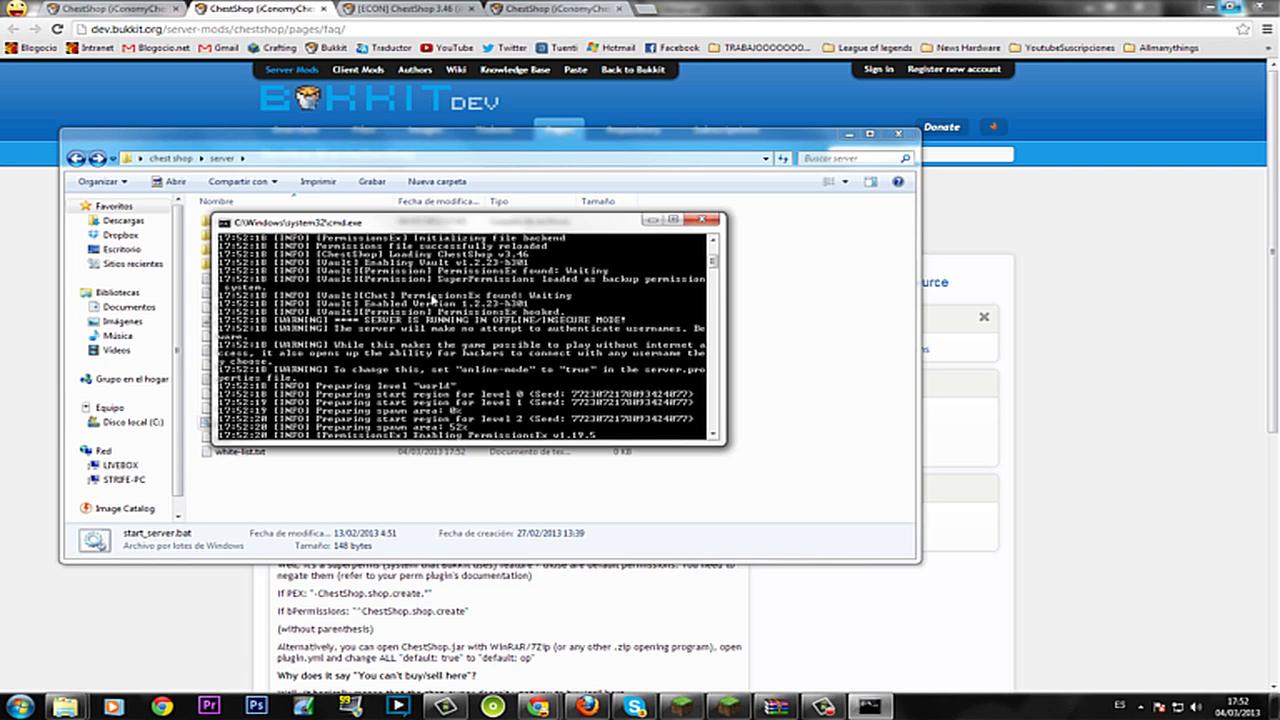 ChestShop (iConomyChe
ChestShop (iConomyChe
[ECON] ChestShop 3.46 (iC
ChestShop (iConomyChe
dev.bukkit.org/server-mods/chestshop/pages/faq/
Blogocio
Intranet
Blogocio.net
Gmail
Crafting
Bukkit
Traductor
YouTube
Twitter
Tuenti
Hotmail
Facebook
TRABAJOOOOOOO...
League of legends
News Hardware
YoutubeSuscripciones
Allmanythings
Server Mods
Client Mods
Authors
Wiki
Knowledge Base
Paste
Back to Bukkit
Sign in
Register new account
BUKKIT DEV
Donate
chest shop
server
Buscar server
Organizar
Abrir
Compartir con
Imprimir
Grabar
Nueva carpeta
Nombre
Fecha de modifica...
Tipo
Tamaño
Favoritos
Descargas
Dropbox
Escritorio
Sitios recientes
Bibliotecas
Documentos
Imágenes
Música
Vídeos
Grupo en el hogar
Equipo
Disco local (C:)
Red
LIVEBOX
STRIFE-PC
Image Catalog
C:\Windows\system32\cmd.exe
17:52:18 [INFO] [PermissionsEx] Initializing file backend
17:52:18 [INFO] Permissions file successfully reloaded
17:52:18 [INFO] [ChestShop] Loading ChestShop v3.46
17:52:18 [INFO] [Vault] Enabling Vault v1.2.23-b301
17:52:18 [INFO] [Vault][Permission] PermissionsEx found: Waiting
17:52:18 [INFO] [Vault][Permission] SuperPermissions loaded as backup permission
system.
17:52:18 [INFO] [Vault][Chat] PermissionsEx found: Waiting
17:52:18 [INFO] [Vault] Enabled Version 1.2.23-b301
17:52:18 [INFO] [Vault][Permission] PermissionsEx hooked.
17:52:18 [WARNING] **** SERVER IS RUNNING IN OFFLINE/INSECURE MODE!
17:52:18 [WARNING] The server will make no attempt to authenticate usernames. Be
ware.
17:52:18 [WARNING] While this makes the game possible to play without internet a
ccess, it also opens up the ability for hackers to connect with any username the
y choose.
17:52:18 [WARNING] To change this, set "online-mode" to "true" in the server.pro
perties file.
17:52:18 [INFO] Preparing level "world"
17:52:18 [INFO] Preparing start region for level 0 (Seed: 7723072178093424077)
17:52:19 [INFO] Preparing start region for level 1 (Seed: 7723072178093424077)
17:52:19 [INFO] Preparing spawn area: 0%
17:52:20 [INFO] Preparing start region for level 2 (Seed: 7723072178093424077)
17:52:20 [INFO] Preparing spawn area: 52%
17:52:20 [INFO] [PermissionsEx] Enabling PermissionsEx v1.19.5
white-list.txt
04/03/2013 17:52
Documento de tex...
0 KB
start_server.bat
Archivo por lotes de Windows
Fecha de modifica... 13/02/2013 4:51
Tamaño: 148 bytes
Fecha de creación: 27/02/2013 13:39
Well, it's a superperms (system that Bukkit uses) feature - those are default permissions. You need to
negate them (refer to your perm plugin's documentation)
If PEX: "-ChestShop.shop.create.*"
If bPermissions: "^ChestShop.shop.create"
(without parenthesis)
Alternatively, you can open ChestShop.jar with WinRAR/7Zip (or any other .zip opening program), open
plugin.yml and change ALL "default: true" to "default: op"
Why does it say "You can't buy/sell here"?
ES
17:52
04/03/2013